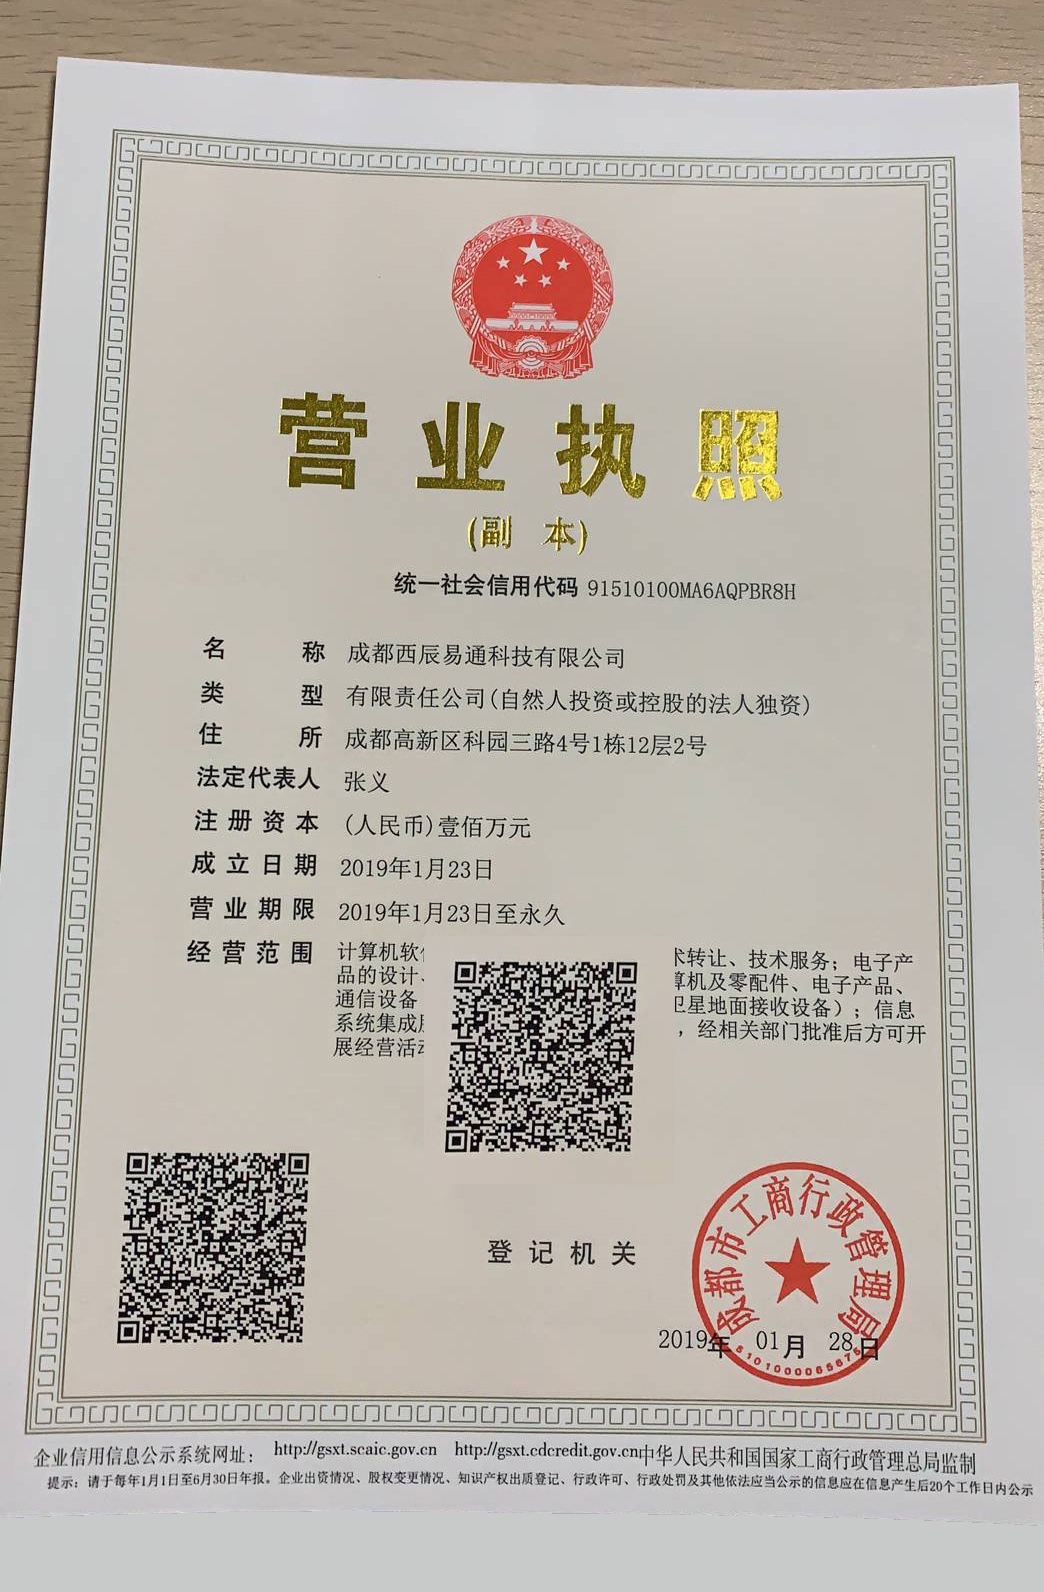 营业执照
(副 本)
统一社会信用代码 91510100MA6AQPBR8H
名 称 成都西辰易通科技有限公司
类 型 有限责任公司(自然人投资或控股的法人独资)
住 所 成都高新区科园三路4号1栋12层2号
法定代表人 张义
注册资本 (人民币)壹佰万元
成立日期 2019年1月23日
营业期限 2019年1月23日至永久
经营范围 计算机软 术转让、技术服务；电子产
品的设计、 算机及零配件、电子产品、
通信设备 卫星地面接收设备）；信息
系统集成 ，经相关部门批准后方可开
展经营活
登记机关
成都市工商行政管理局
2019年 01月 28日
5101000065675
企业信用信息公示系统网址： http://gsxt.scaic.gov.cn http://gsxt.cdcredit.gov.cn中华人民共和国国家工商行政管理总局监制
提示：请于每年1月1日至6月30日年报。企业出资情况、股权变更情况、知识产权出质登记、行政许可、行政处罚及其他依法应当公示的信息应在信息产生后20个工作日内公示